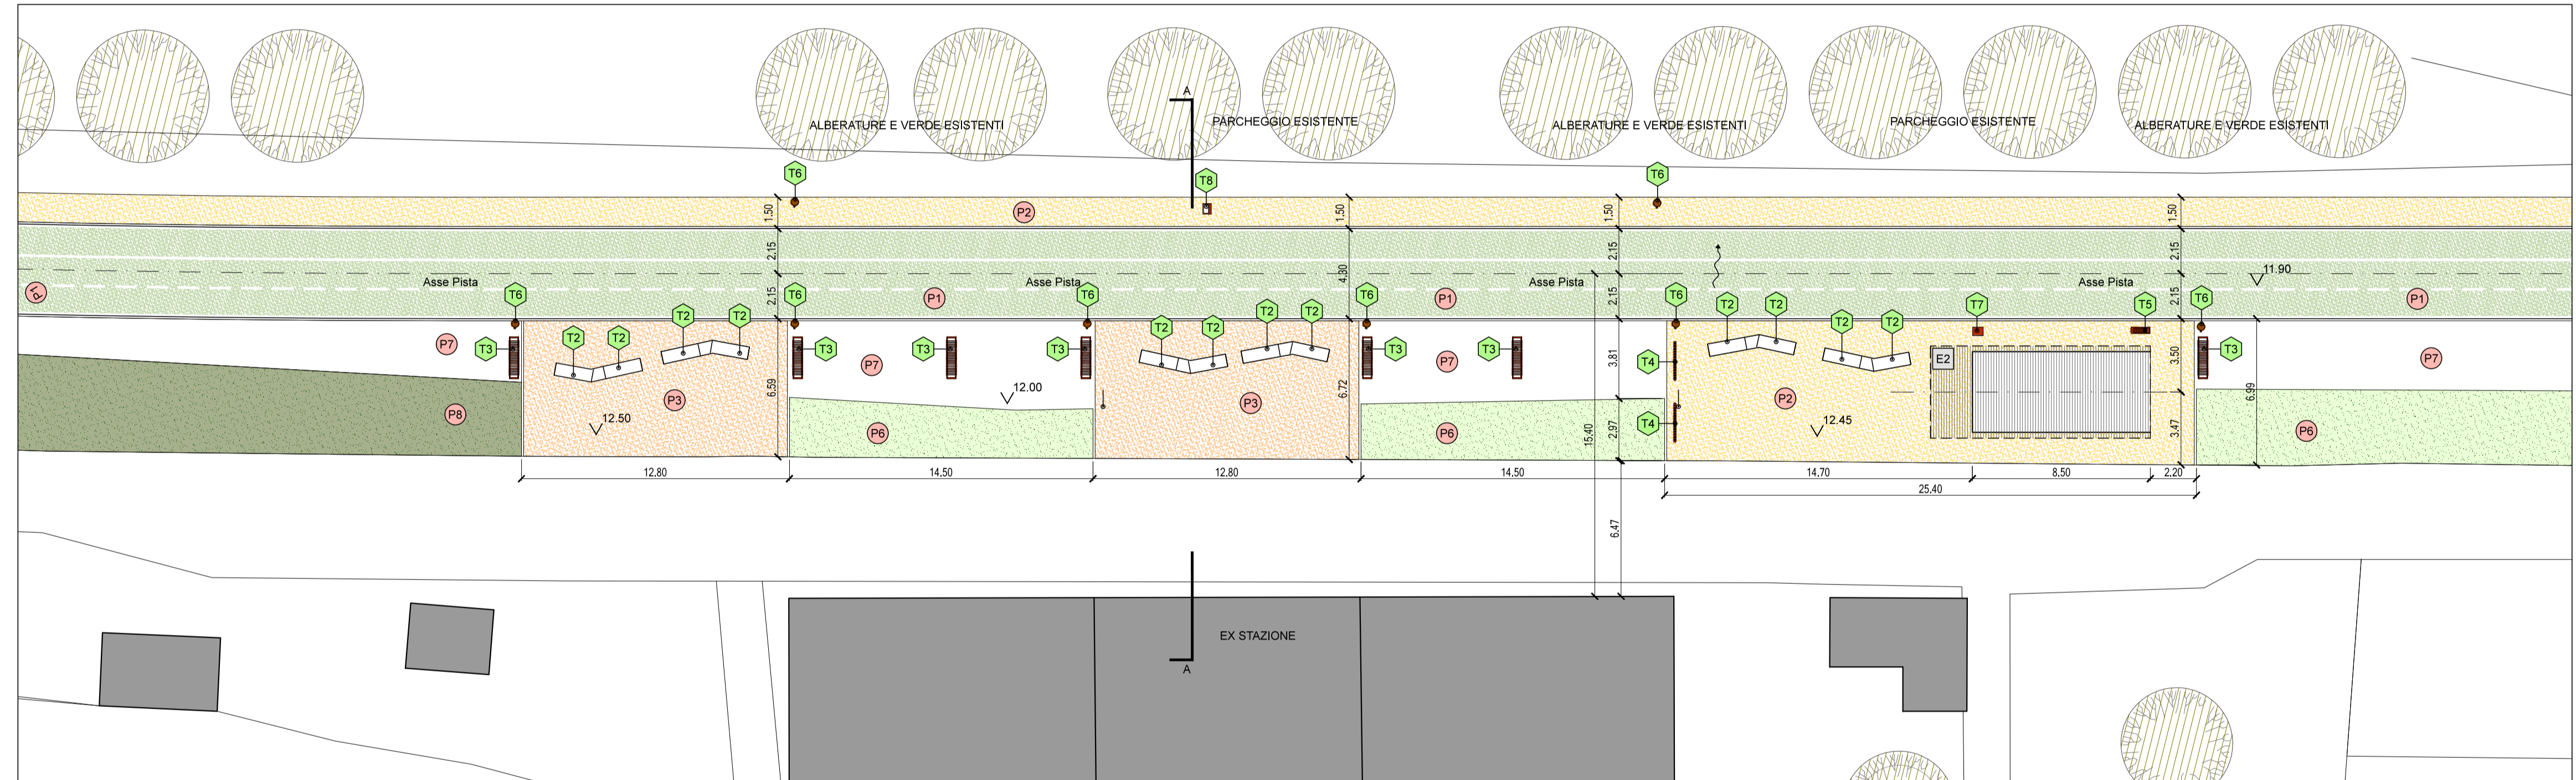 A
ALBERATURE E VERDE ESISTENTI
PARCHEGGIO ESISTENTE
ALBERATURE E VERDE ESISTENTI
PARCHEGGIO ESISTENTE
ALBERATURE E VERDE ESISTENTI
T6
T8
T6
1.50
P2
1.50
1.50
1.50
2.15
4.30
2.15
2.15
11.90
Asse Pista
Asse Pista
Asse Pista
Asse Pista
P1
T6
T6
2.15
P1
T6
T6
P1
2.15
T6
T2
T2
T7
T5
2.15
T6
P1
T2
T2
T2
T2
T2
T2
T2
T2
T2
T2
P7
T3
T3
P7
T3
T3
T3
P7
T3
3.81
T4
E2
3.50
T3
P7
12.00
6.59
6.72
6.99
P8
P3
P3
P2
12.50
12.45
P6
P6
15.40
2.97
T4
3.47
P6
12.80
14.50
12.80
14.50
14.70
8.50
2.20
25.40
6.47
EX STAZIONE
A